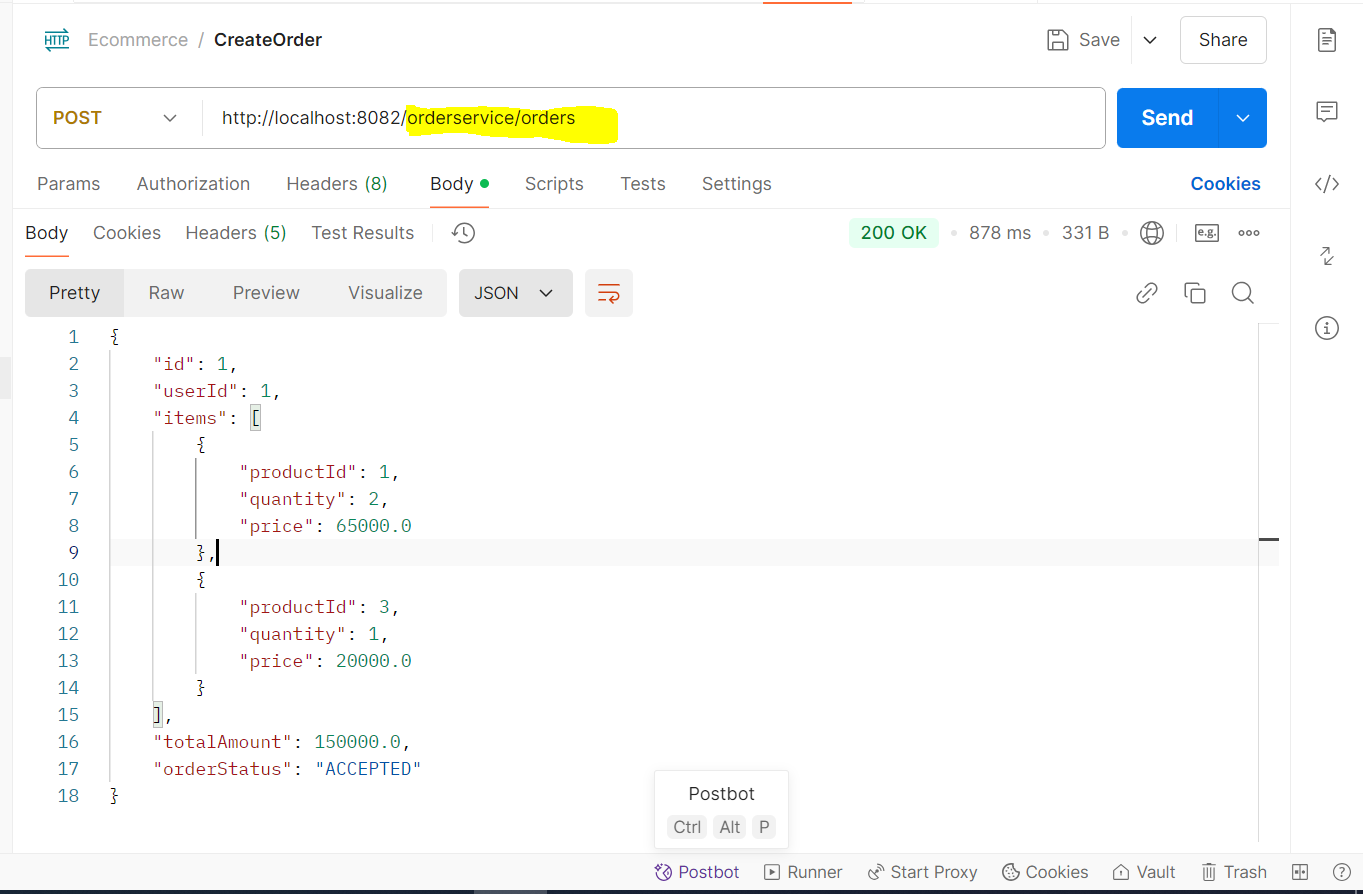 HTTP Ecommerce / CreateOrder Save Share
POST http://localhost:8082/orderservice/orders Send
Params Authorization Headers (8) Body Scripts Tests Settings Cookies
Body Cookies Headers (5) Test Results 200 OK 878 ms 331 B e.g.
Pretty Raw Preview Visualize JSON
1 {
2 "id": 1,
3 "userId": 1,
4 "items": [
5 {
6 "productId": 1,
7 "quantity": 2,
8 "price": 65000.0
9 },
10 {
11 "productId": 3,
12 "quantity": 1,
13 "price": 20000.0
14 }
15 ],
16 "totalAmount": 150000.0,
17 "orderStatus": "ACCEPTED"
18 }
Postbot
Ctrl Alt P
Postbot Runner Start Proxy Cookies Vault Trash